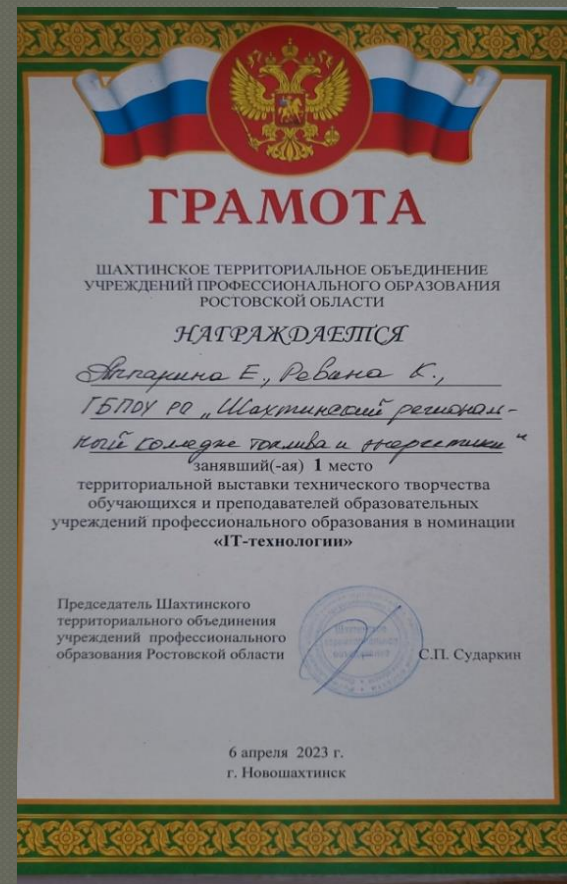 ГРАМОТА
ШАХТИНСКОЕ ТЕРРИТОРИАЛЬНОЕ ОБЪЕДИНЕНИЕ
УЧРЕЖДЕНИЙ ПРОФЕССИОНАЛЬНОГО ОБРАЗОВАНИЯ
РОСТОВСКОЙ ОБЛАСТИ
НАГРАЖДАЕТСЯ
Е., Ревина К.,
ГБПОУ РО „Шахтинский региональ-
ный колледж топлива и энергетики“
занявший(-ая) 1 место
территориальной выставки технического творчества
обучающихся и преподавателей образовательных
учреждений профессионального образования в номинации
«IT-технологии»
Председатель Шахтинского
территориального объединения
учреждений профессионального
образования Ростовской области
С.П. Сударкин
6 апреля 2023 г.
г. Новошахтинск